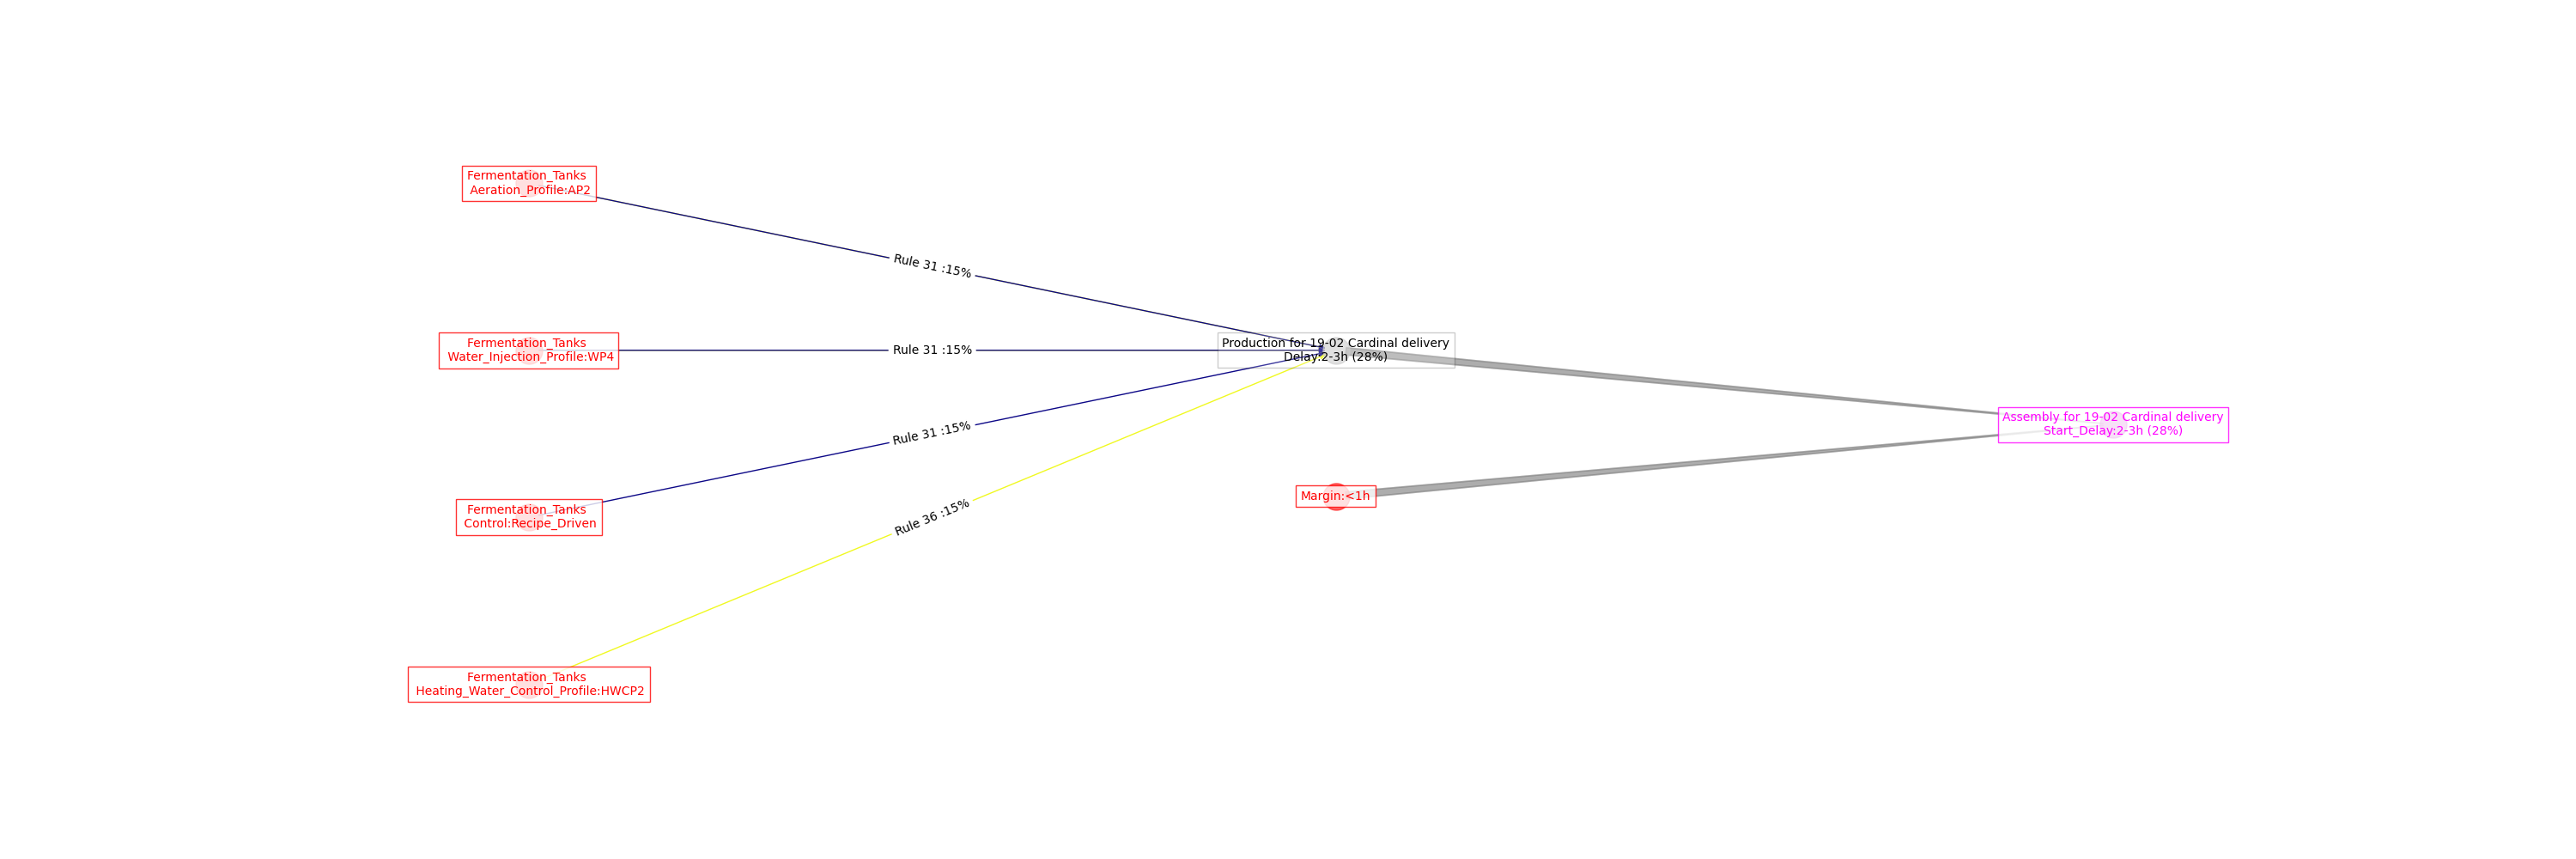 Fermentation_Tanks
Aeration_Profile:AP2
Rule 31 :15%
Fermentation_Tanks
Water_Injection_Profile:WP4
Rule 31 :15%
Production for 19-02 Cardinal delivery
Delay:2-3h (28%)
Assembly for 19-02 Cardinal delivery
Start_Delay:2-3h (28%)
Rule 31 :15%
Margin:<1h
Fermentation_Tanks
Control:Recipe_Driven
Rule 36 :15%
Fermentation_Tanks
Heating_Water_Control_Profile:HWCP2